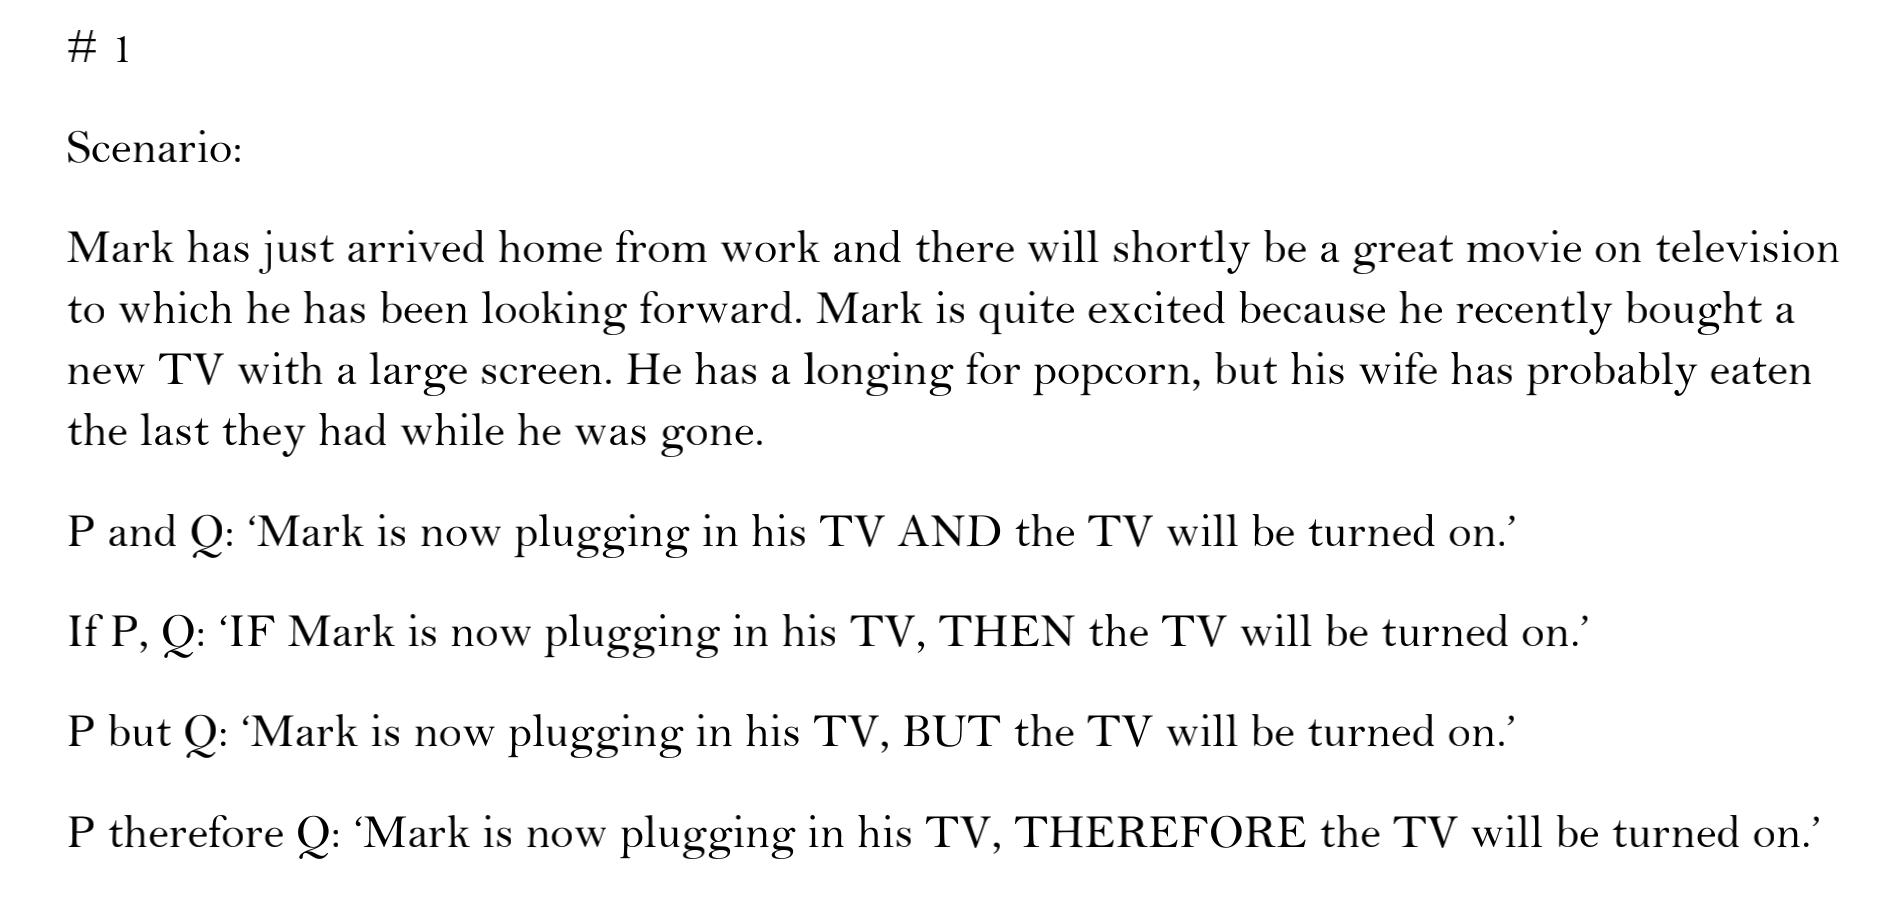 # 1
Scenario:
Mark has just arrived home from work and there will shortly be a great movie on television
to which he has been looking forward. Mark is quite excited because he recently bought a
new TV with a large screen. He has a longing for popcorn, but his wife has probably eaten
the last they had while he was gone.
P and Q: ‘Mark is now plugging in his TV AND the TV will be turned on.’
If P, Q: ‘IF Mark is now plugging in his TV, THEN the TV will be turned on.’
P but Q: ‘Mark is now plugging in his TV, BUT the TV will be turned on.’
P therefore Q: ‘Mark is now plugging in his TV, THEREFORE the TV will be turned on.’